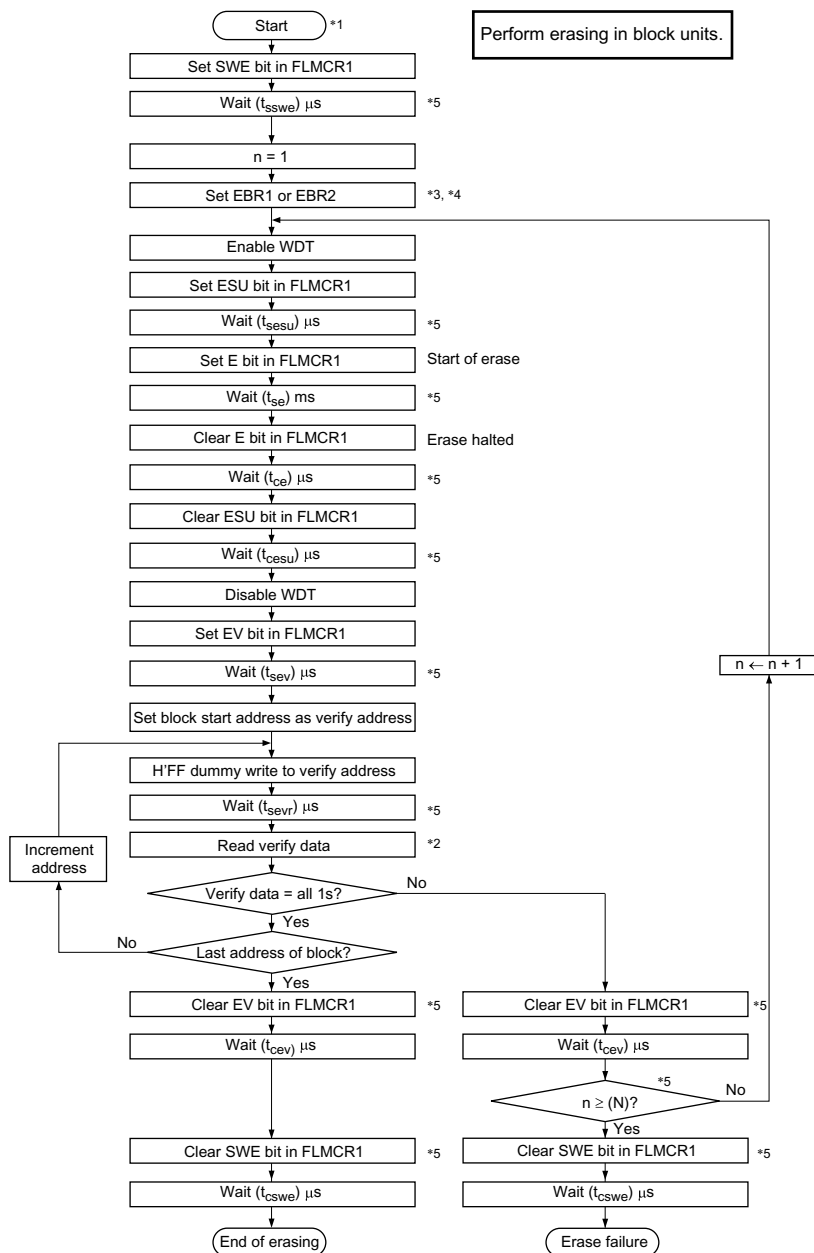 Start *1
Perform erasing in block units.
Set SWE bit in FLMCR1
Wait (tsswe) μs *5
n = 1
Set EBR1 or EBR2 *3, *4
Enable WDT
Set ESU bit in FLMCR1
Wait (tsesu) μs *5
Set E bit in FLMCR1 Start of erase
Wait (tse) ms *5
Clear E bit in FLMCR1 Erase halted
Wait (tce) μs *5
Clear ESU bit in FLMCR1
Wait (tcesu) μs *5
Disable WDT
Set EV bit in FLMCR1
Wait (tsev) μs *5
n ← n + 1
Set block start address as verify address
H'FF dummy write to verify address
Wait (tsevr) μs *5
Read verify data *2
Increment
address
Verify data = all 1s? No
Yes
No Last address of block?
Yes
Clear EV bit in FLMCR1 *5
Wait (tcev) μs
Clear EV bit in FLMCR1 *5
Wait (tcev) μs
*5
n ≥ (N)? No
Yes
Clear SWE bit in FLMCR1 *5
Wait (tcswe) μs
End of erasing
Clear SWE bit in FLMCR1 *5
Wait (tcswe) μs
Erase failure